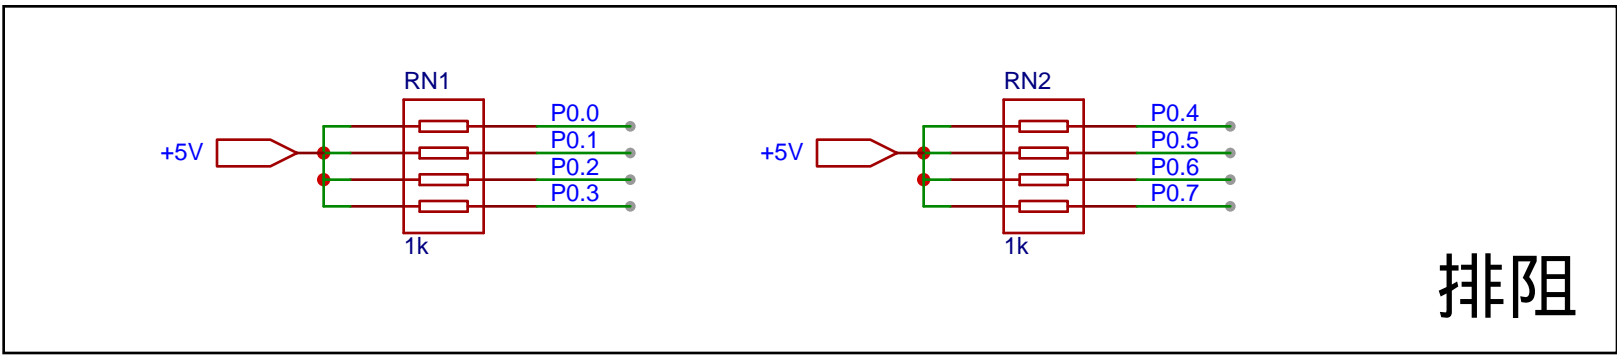 RN1
+5V
P0.0
P0.1
P0.2
P0.3
1k
RN2
+5V
P0.4
P0.5
P0.6
P0.7
1k
排阻